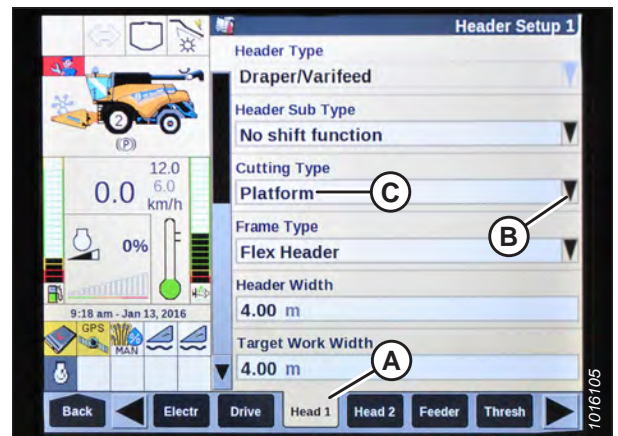 Header Setup 1
Header Type
Draper/Varifeed
Header Sub Type
No shift function
Cutting Type
Platform
C
B
Frame Type
Flex Header
Header Width
4.00 m
Target Work Width
4.00 m
A
2
(P)
12.0
0.0 6.0
km/h
0%
9:18 am - Jan 13, 2016
GPS
MAN
%
Back Electr Drive Head 1 Head 2 Feeder Thresh
1016105